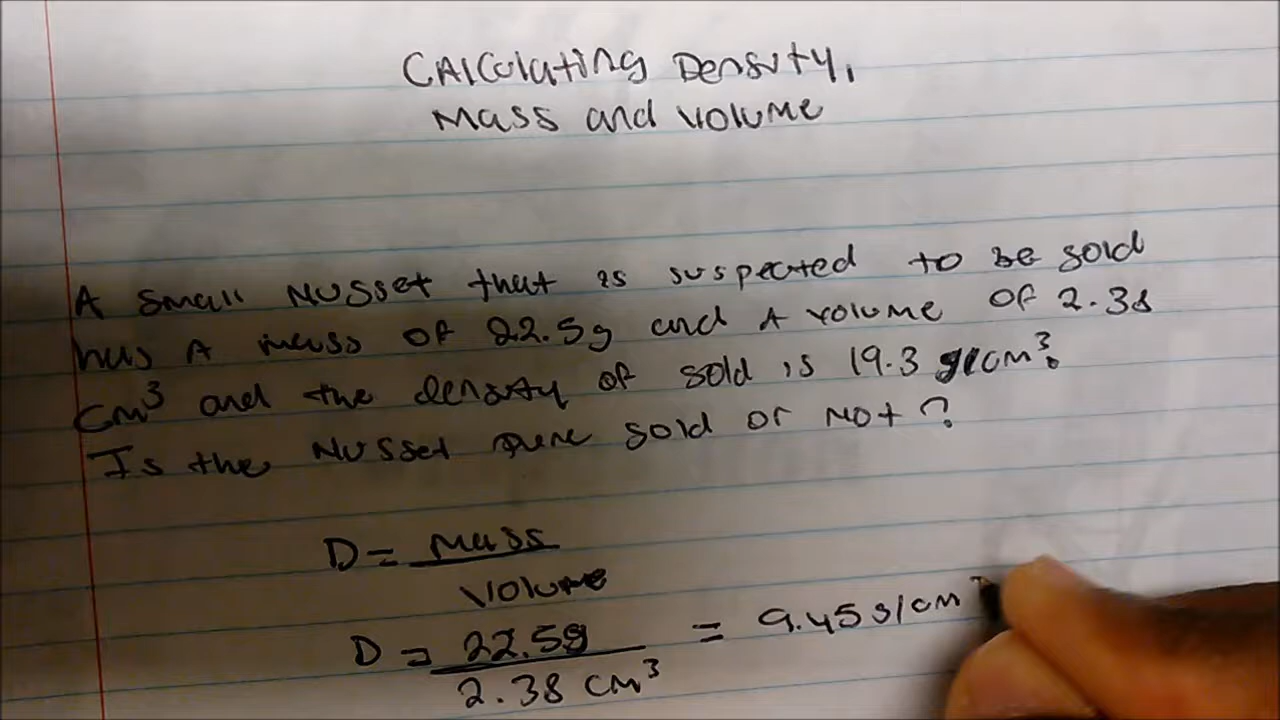 Calculating Density,
Mass and Volume
A small nugget that is suspected to be gold
has A mass of 22.5g and A volume of 2.38
cm³ and the density of gold is 19.3 g/cm³.
Is the Nugget pure gold or not?
D = Mass
Volume
D = 22.5g = 9.45 g/cm
2.38 cm³